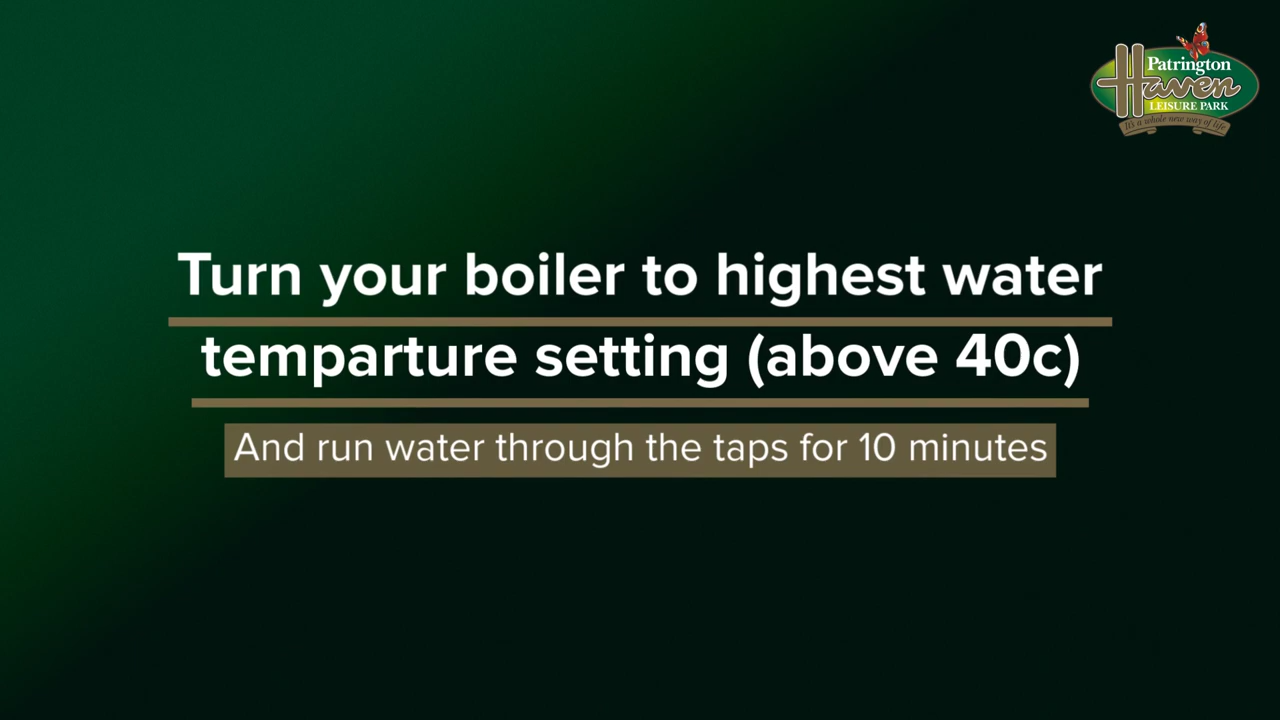 Patrington
Haven
LEISURE PARK
It's a whole new way of life
Turn your boiler to highest water
temparture setting (above 40c)
And run water through the taps for 10 minutes